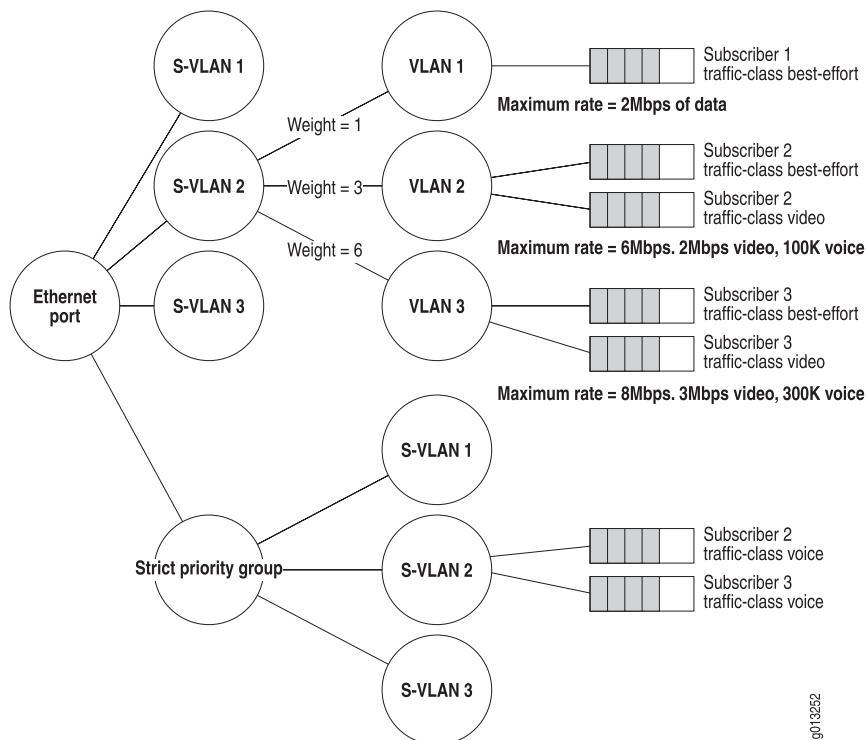 S-VLAN 1
VLAN 1
Subscriber 1
traffic-class best-effort
Maximum rate = 2Mbps of data
Weight = 1
S-VLAN 2
Weight = 3
VLAN 2
Subscriber 2
traffic-class best-effort
Subscriber 2
traffic-class video
Maximum rate = 6Mbps. 2Mbps video, 100K voice
Weight = 6
Ethernet
port
S-VLAN 3
VLAN 3
Subscriber 3
traffic-class best-effort
Subscriber 3
traffic-class video
Maximum rate = 8Mbps. 3Mbps video, 300K voice
S-VLAN 1
Strict priority group
S-VLAN 2
Subscriber 2
traffic-class voice
Subscriber 3
traffic-class voice
S-VLAN 3
g013252